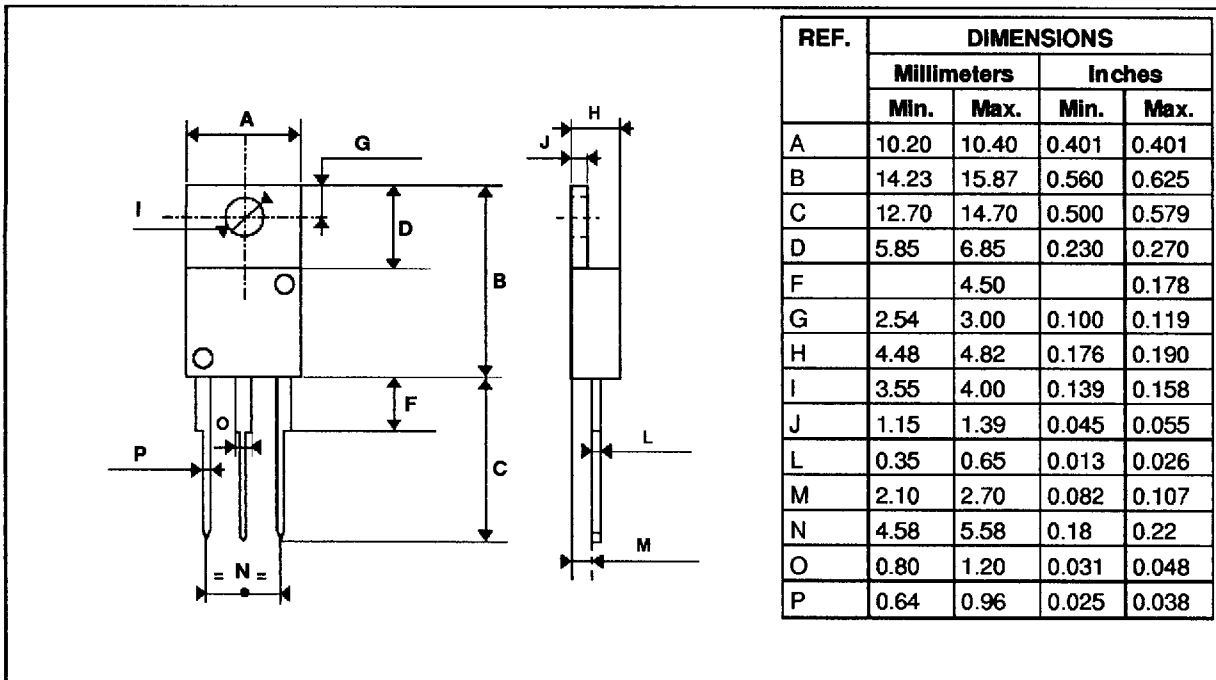 A
G
I
D
B
O
F
P
C
= N =
H
J
L
M
REF. DIMENSIONS
Millimeters Inches
Min. Max. Min. Max.
A 10.20 10.40 0.401 0.401
B 14.23 15.87 0.560 0.625
C 12.70 14.70 0.500 0.579
D 5.85 6.85 0.230 0.270
F 4.50 0.178
G 2.54 3.00 0.100 0.119
H 4.48 4.82 0.176 0.190
I 3.55 4.00 0.139 0.158
J 1.15 1.39 0.045 0.055
L 0.35 0.65 0.013 0.026
M 2.10 2.70 0.082 0.107
N 4.58 5.58 0.18 0.22
O 0.80 1.20 0.031 0.048
P 0.64 0.96 0.025 0.038